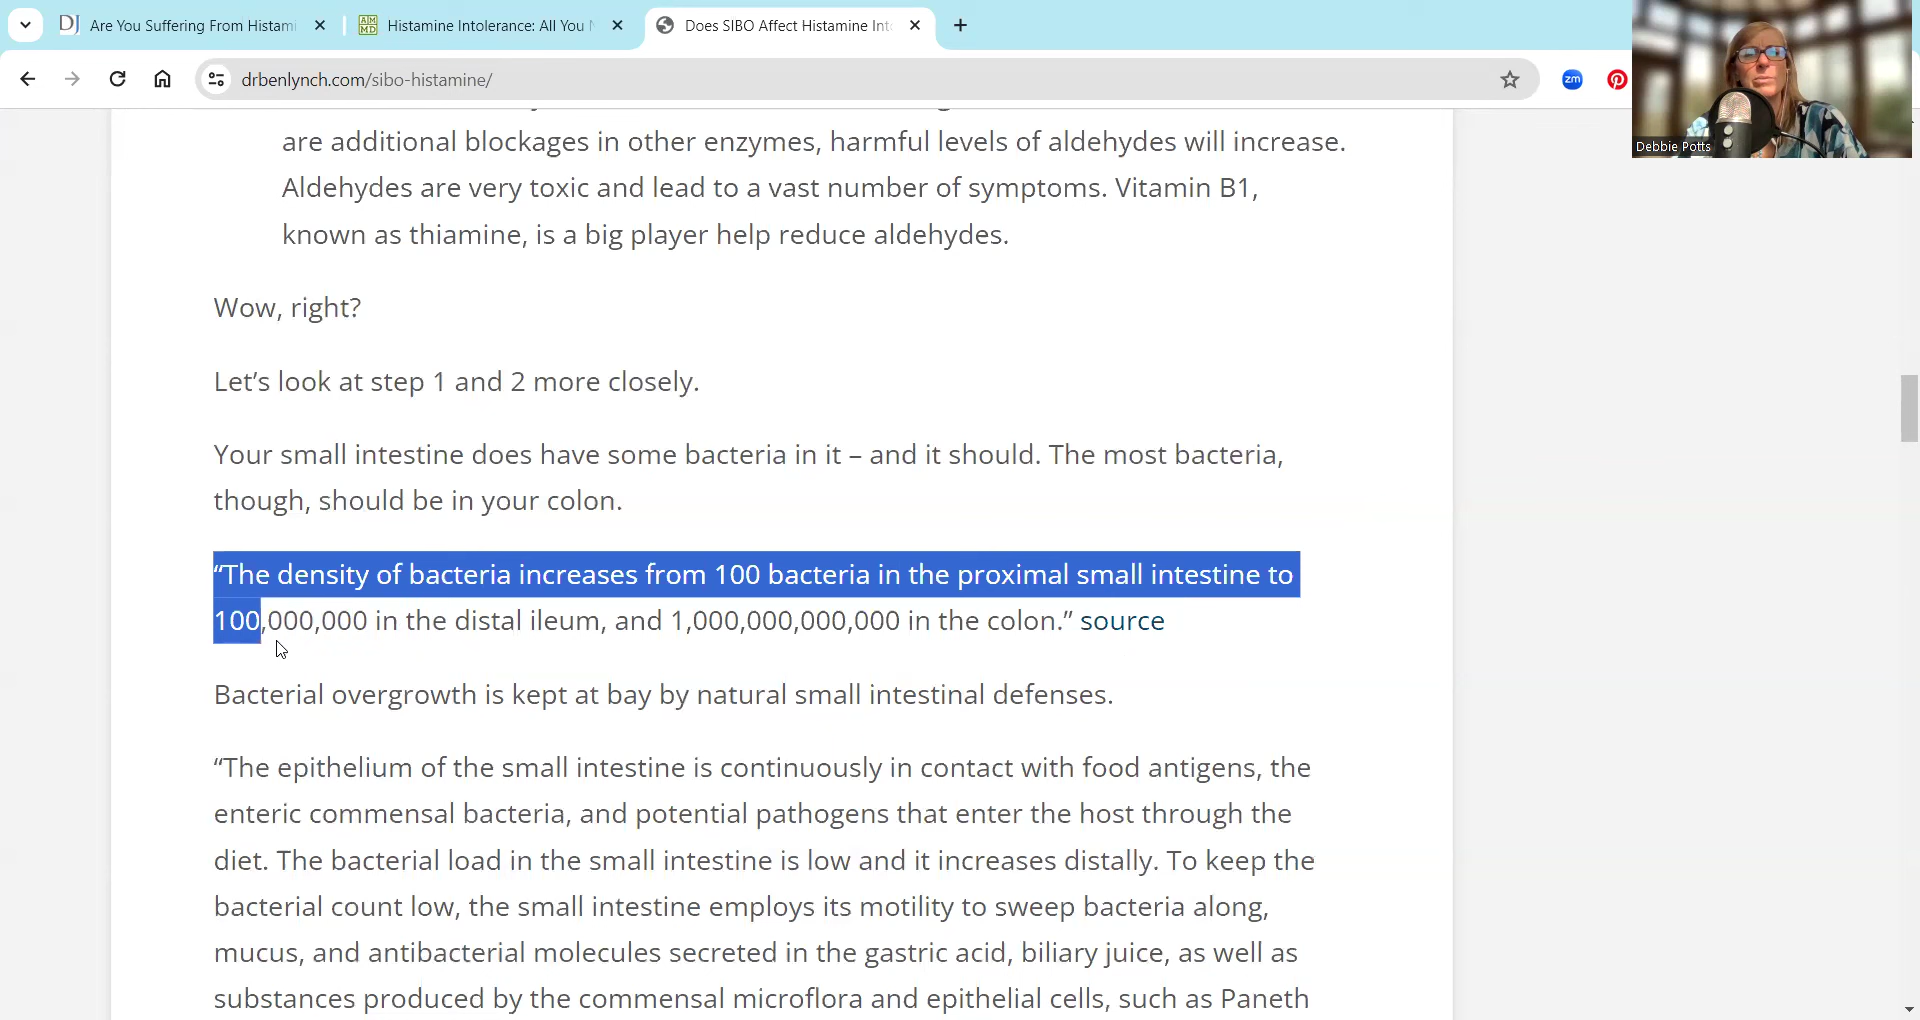 Are You Suffering From Histami
Histamine Intolerance: All You N
Does SIBO Affect Histamine Int
drbenlynch.com/sibo-histamine/
zm
Debbie Potts
are additional blockages in other enzymes, harmful levels of aldehydes will increase.
Aldehydes are very toxic and lead to a vast number of symptoms. Vitamin B1,
known as thiamine, is a big player help reduce aldehydes.
Wow, right?
Let’s look at step 1 and 2 more closely.
Your small intestine does have some bacteria in it – and it should. The most bacteria,
though, should be in your colon.
“The density of bacteria increases from 100 bacteria in the proximal small intestine to
100,000,000 in the distal ileum, and 1,000,000,000,000 in the colon.” source
Bacterial overgrowth is kept at bay by natural small intestinal defenses.
“The epithelium of the small intestine is continuously in contact with food antigens, the
enteric commensal bacteria, and potential pathogens that enter the host through the
diet. The bacterial load in the small intestine is low and it increases distally. To keep the
bacterial count low, the small intestine employs its motility to sweep bacteria along,
mucus, and antibacterial molecules secreted in the gastric acid, biliary juice, as well as
substances produced by the commensal microflora and epithelial cells, such as Paneth